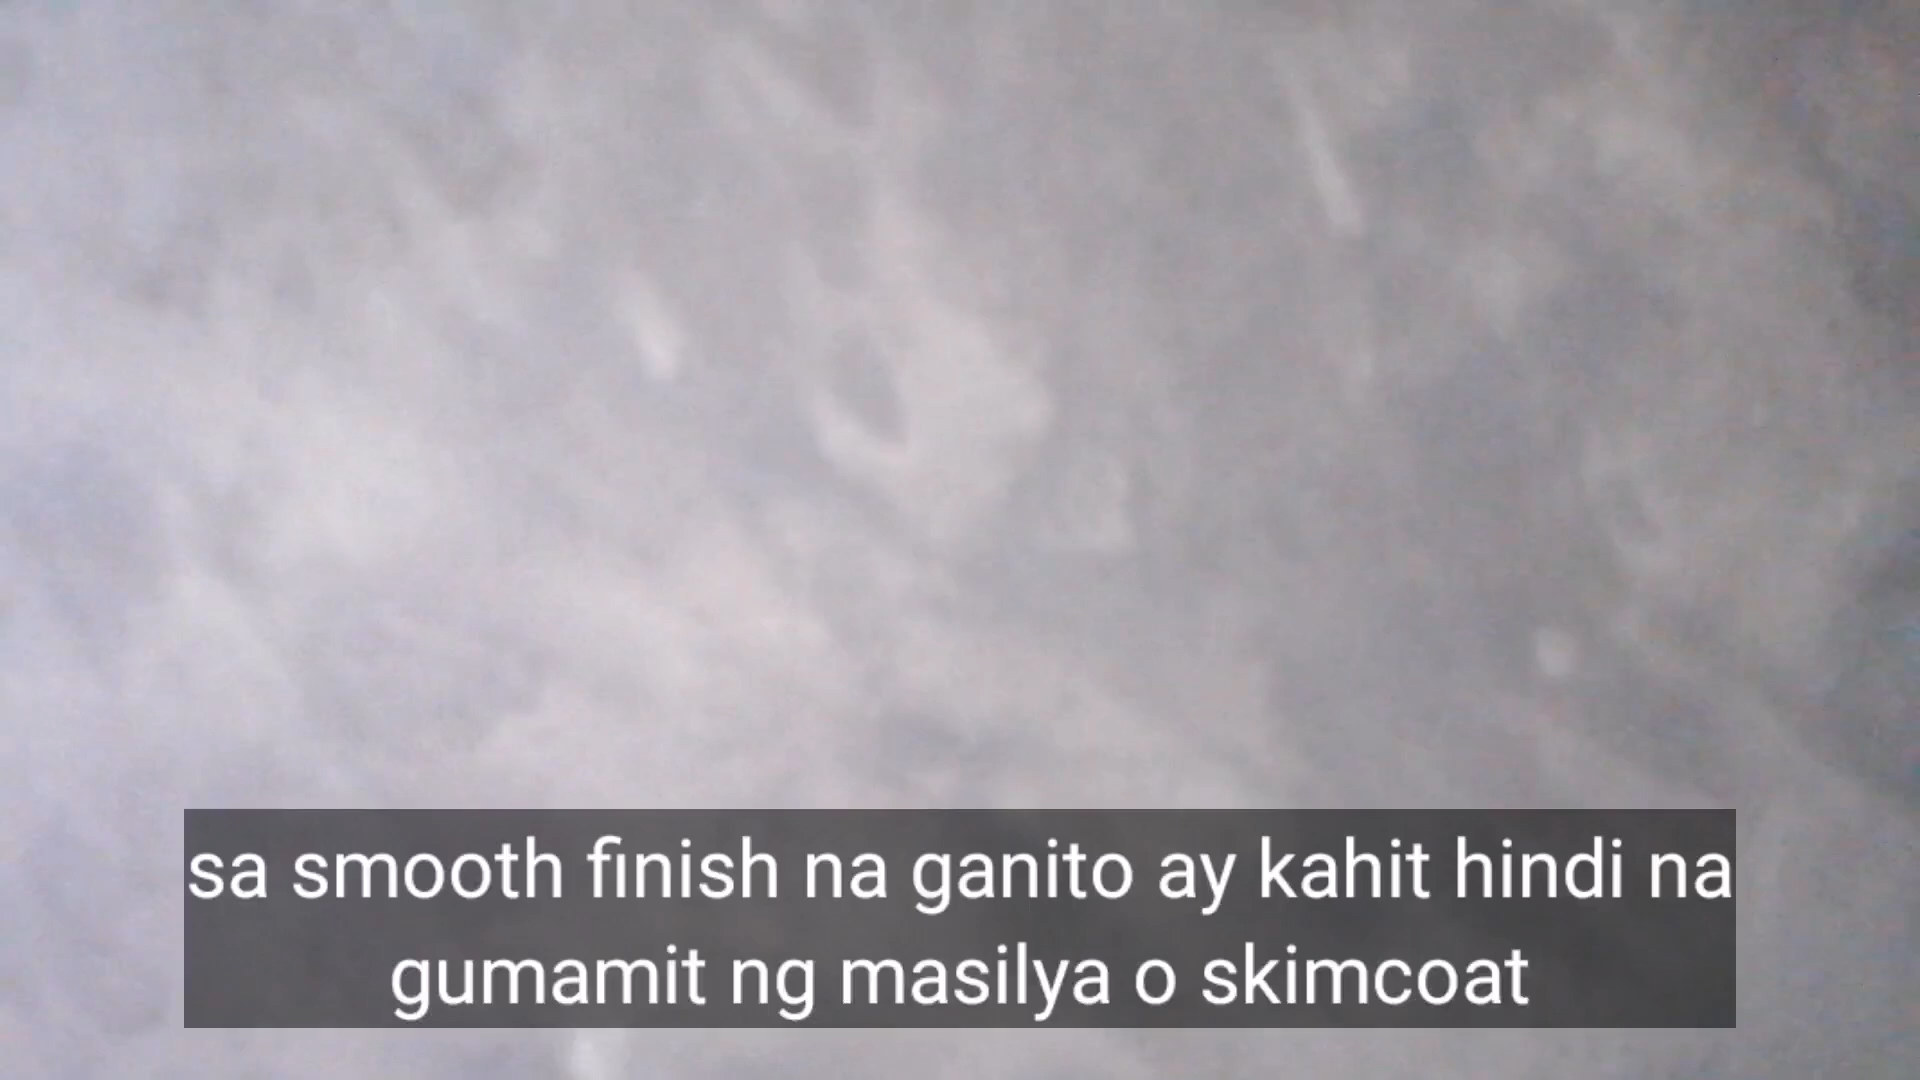 sa smooth finish na ganito ay kahit hindi na
gumamit ng masilya o skimcoat